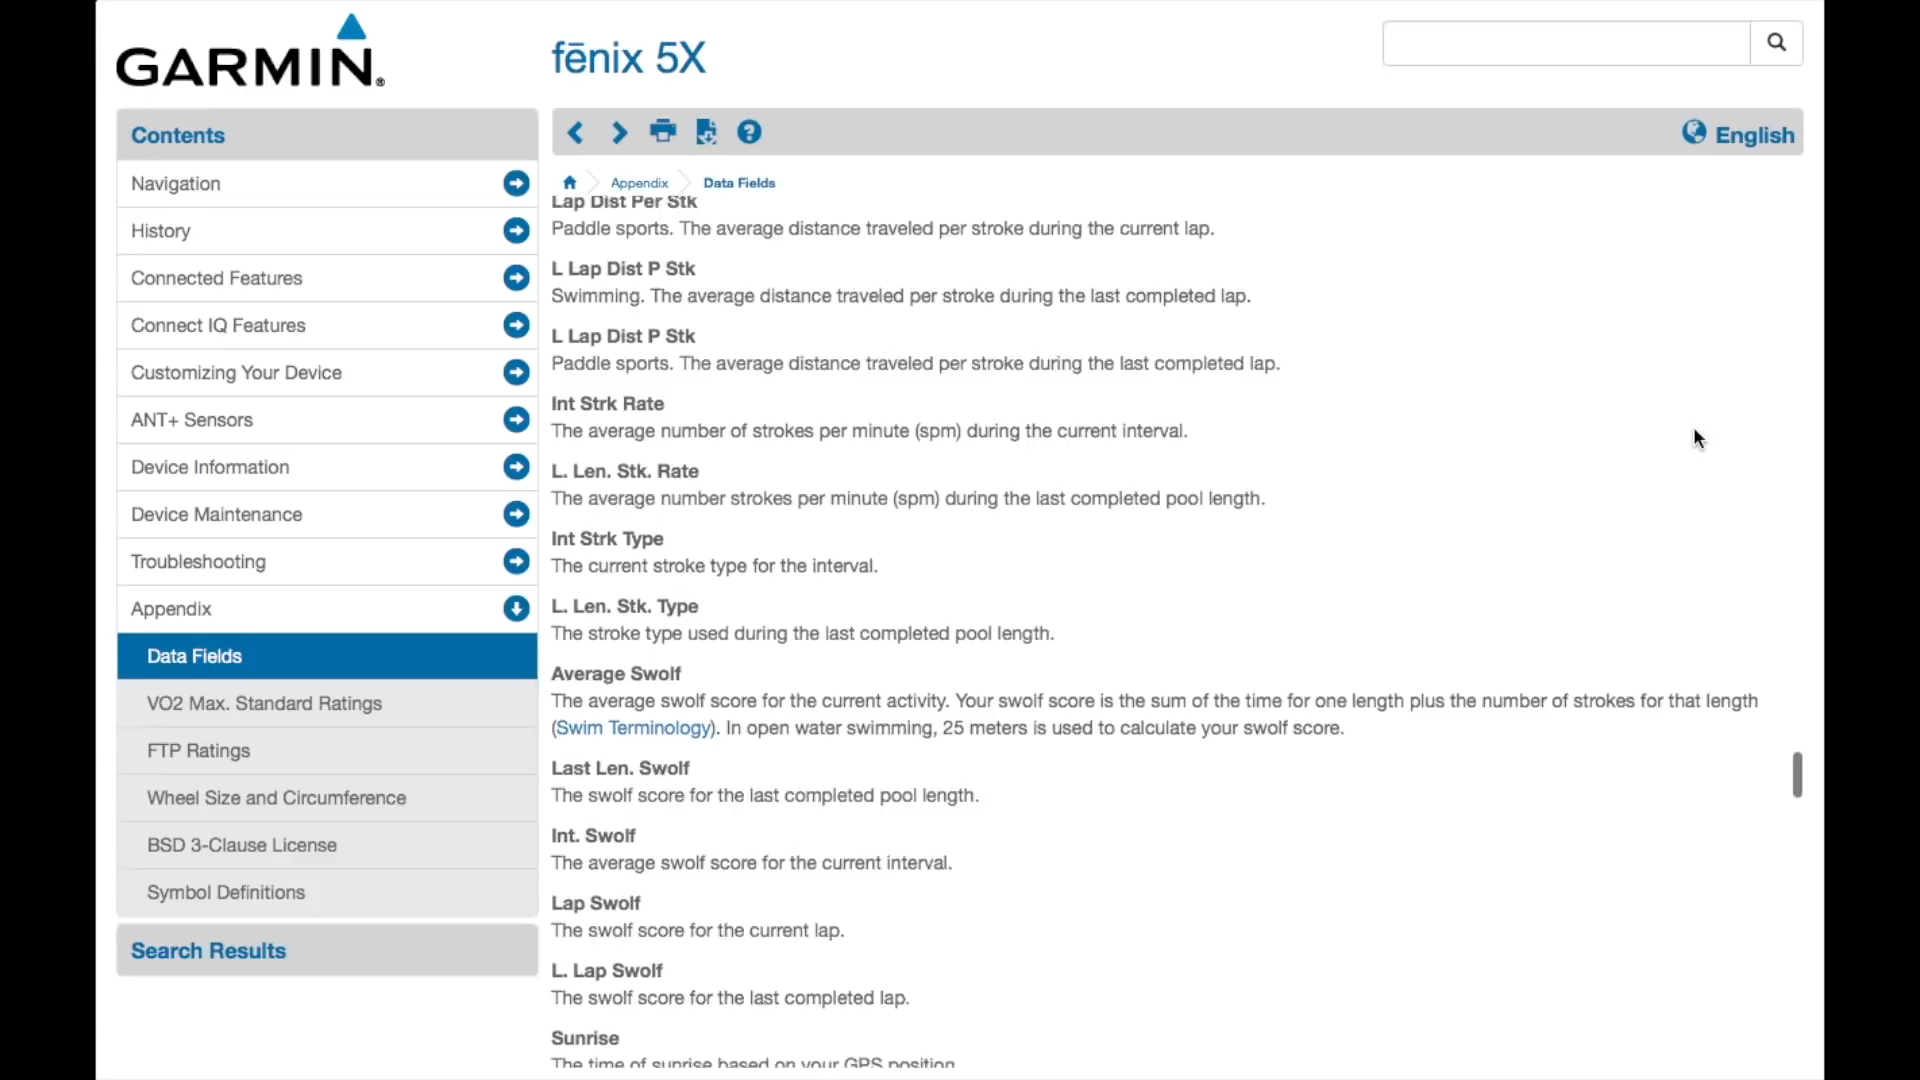 GARMIN®
fēnix 5X
Contents
English
Navigation
History
Connected Features
Connect IQ Features
Customizing Your Device
ANT+ Sensors
Device Information
Device Maintenance
Troubleshooting
Appendix
Data Fields
VO2 Max. Standard Ratings
FTP Ratings
Wheel Size and Circumference
BSD 3-Clause License
Symbol Definitions
Search Results
Appendix Data Fields
Lap Dist Per Stk
Paddle sports. The average distance traveled per stroke during the current lap.
L Lap Dist P Stk
Swimming. The average distance traveled per stroke during the last completed lap.
L Lap Dist P Stk
Paddle sports. The average distance traveled per stroke during the last completed lap.
Int Strk Rate
The average number of strokes per minute (spm) during the current interval.
L. Len. Stk. Rate
The average number strokes per minute (spm) during the last completed pool length.
Int Strk Type
The current stroke type for the interval.
L. Len. Stk. Type
The stroke type used during the last completed pool length.
Average Swolf
The average swolf score for the current activity. Your swolf score is the sum of the time for one length plus the number of strokes for that length
(Swim Terminology). In open water swimming, 25 meters is used to calculate your swolf score.
Last Len. Swolf
The swolf score for the last completed pool length.
Int. Swolf
The average swolf score for the current interval.
Lap Swolf
The swolf score for the current lap.
L. Lap Swolf
The swolf score for the last completed lap.
Sunrise
The time of sunrise based on your GPS position